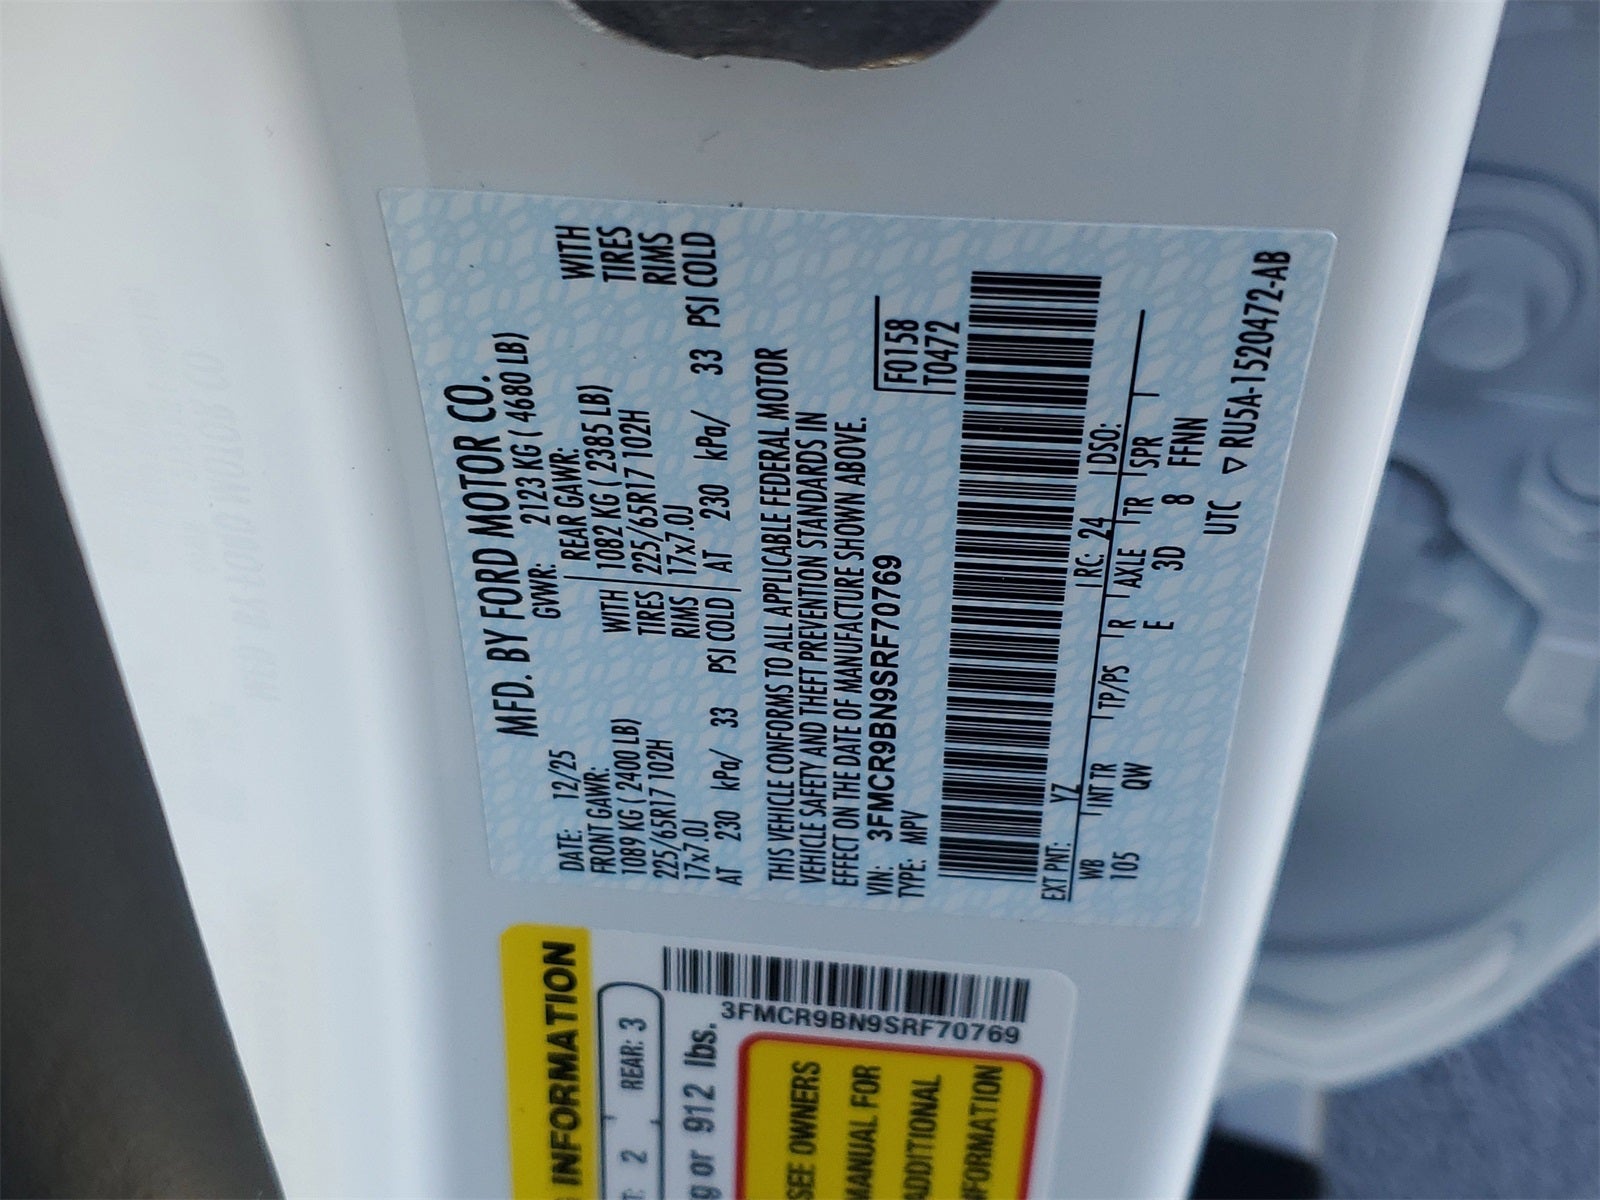 MFD. BY FORD MOTOR CO.
DATE: 12/25 GVWR: 2123 KG ( 4680 LB)
FRONT GAWR: REAR GAWR: WITH
1089 KG ( 2400 LB) WITH 1082 KG ( 2385 LB) TIRES
225/65R17 102H TIRES 225/65R17 102H RIMS
17x7.0J RIMS 17x7.0J
AT 230 kPa/ 33 PSI COLD AT 230 kPa/ 33 PSI COLD
THIS VEHICLE CONFORMS TO ALL APPLICABLE FEDERAL MOTOR
VEHICLE SAFETY AND THEFT PREVENTION STANDARDS IN
EFFECT ON THE DATE OF MANUFACTURE SHOWN ABOVE.
VIN: 3FMCR9BN9SRF70769 F0158
TYPE: MPV T0472
EXT PNT: YZ RC: 24 DSO:
WB INT TR TP/PS R AXLE TR SPR
105 QW E 3D 8 FFNN
UTC ▽ RU5A-1520472-AB
INFORMATION
2 REAR: 3
g or 912 lbs.
3FMCR9BN9SRF70769
SEE OWNERS
MANUAL FOR
ADDITIONAL
INFORMATION